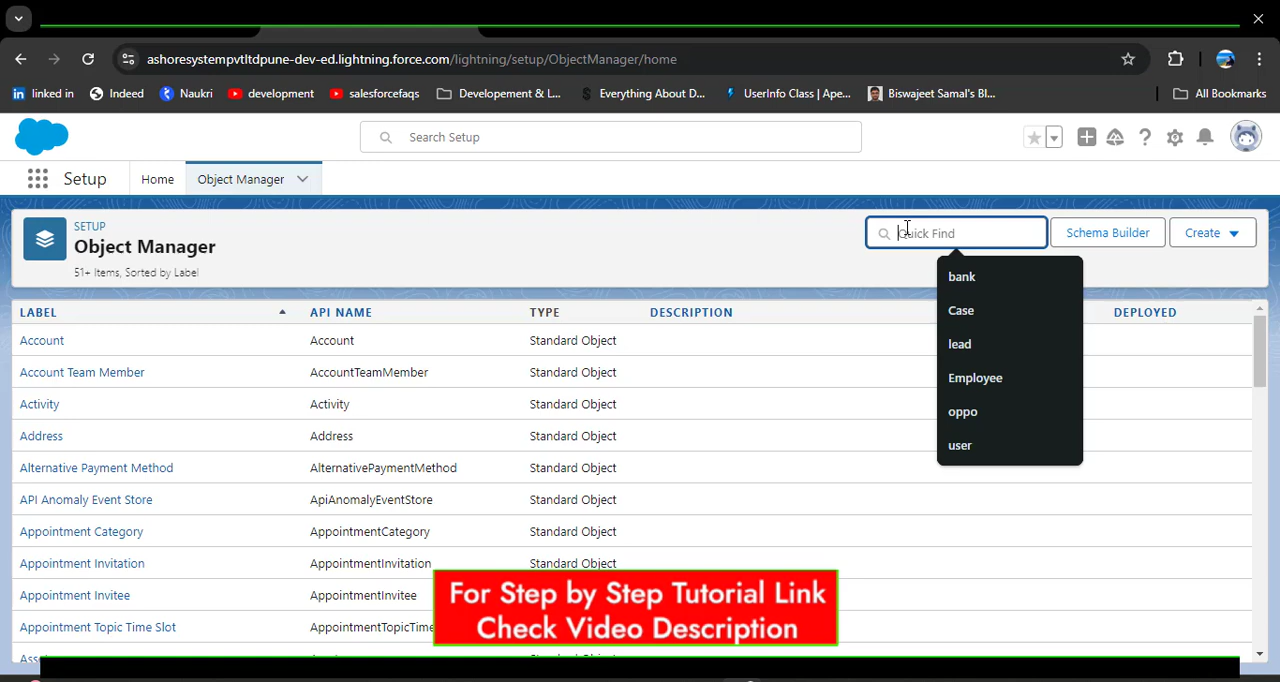 ashoresystempvtltdpune-dev-ed.lightning.force.com/lightning/setup/ObjectManager/home
linked in
Indeed
Naukri
development
salesforcefaqs
Developement & L...
Everything About D...
UserInfo Class | Ape...
Biswajeet Samal's Bl...
All Bookmarks
Search Setup
Setup
Home
Object Manager
SETUP
Object Manager
51+ Items, Sorted by Label
Quick Find
Schema Builder
Create
bank
Case
lead
Employee
oppo
user
LABEL API NAME TYPE DESCRIPTION DEPLOYED
Account Account Standard Object
Account Team Member AccountTeamMember Standard Object
Activity Activity Standard Object
Address Address Standard Object
Alternative Payment Method AlternativePaymentMethod Standard Object
API Anomaly Event Store ApiAnomalyEventStore Standard Object
Appointment Category AppointmentCategory Standard Object
Appointment Invitation AppointmentInvitation Standard Object
Appointment Invitee AppointmentInvitee
Appointment Topic Time Slot AppointmentTopicTime
For Step by Step Tutorial Link
Check Video Description